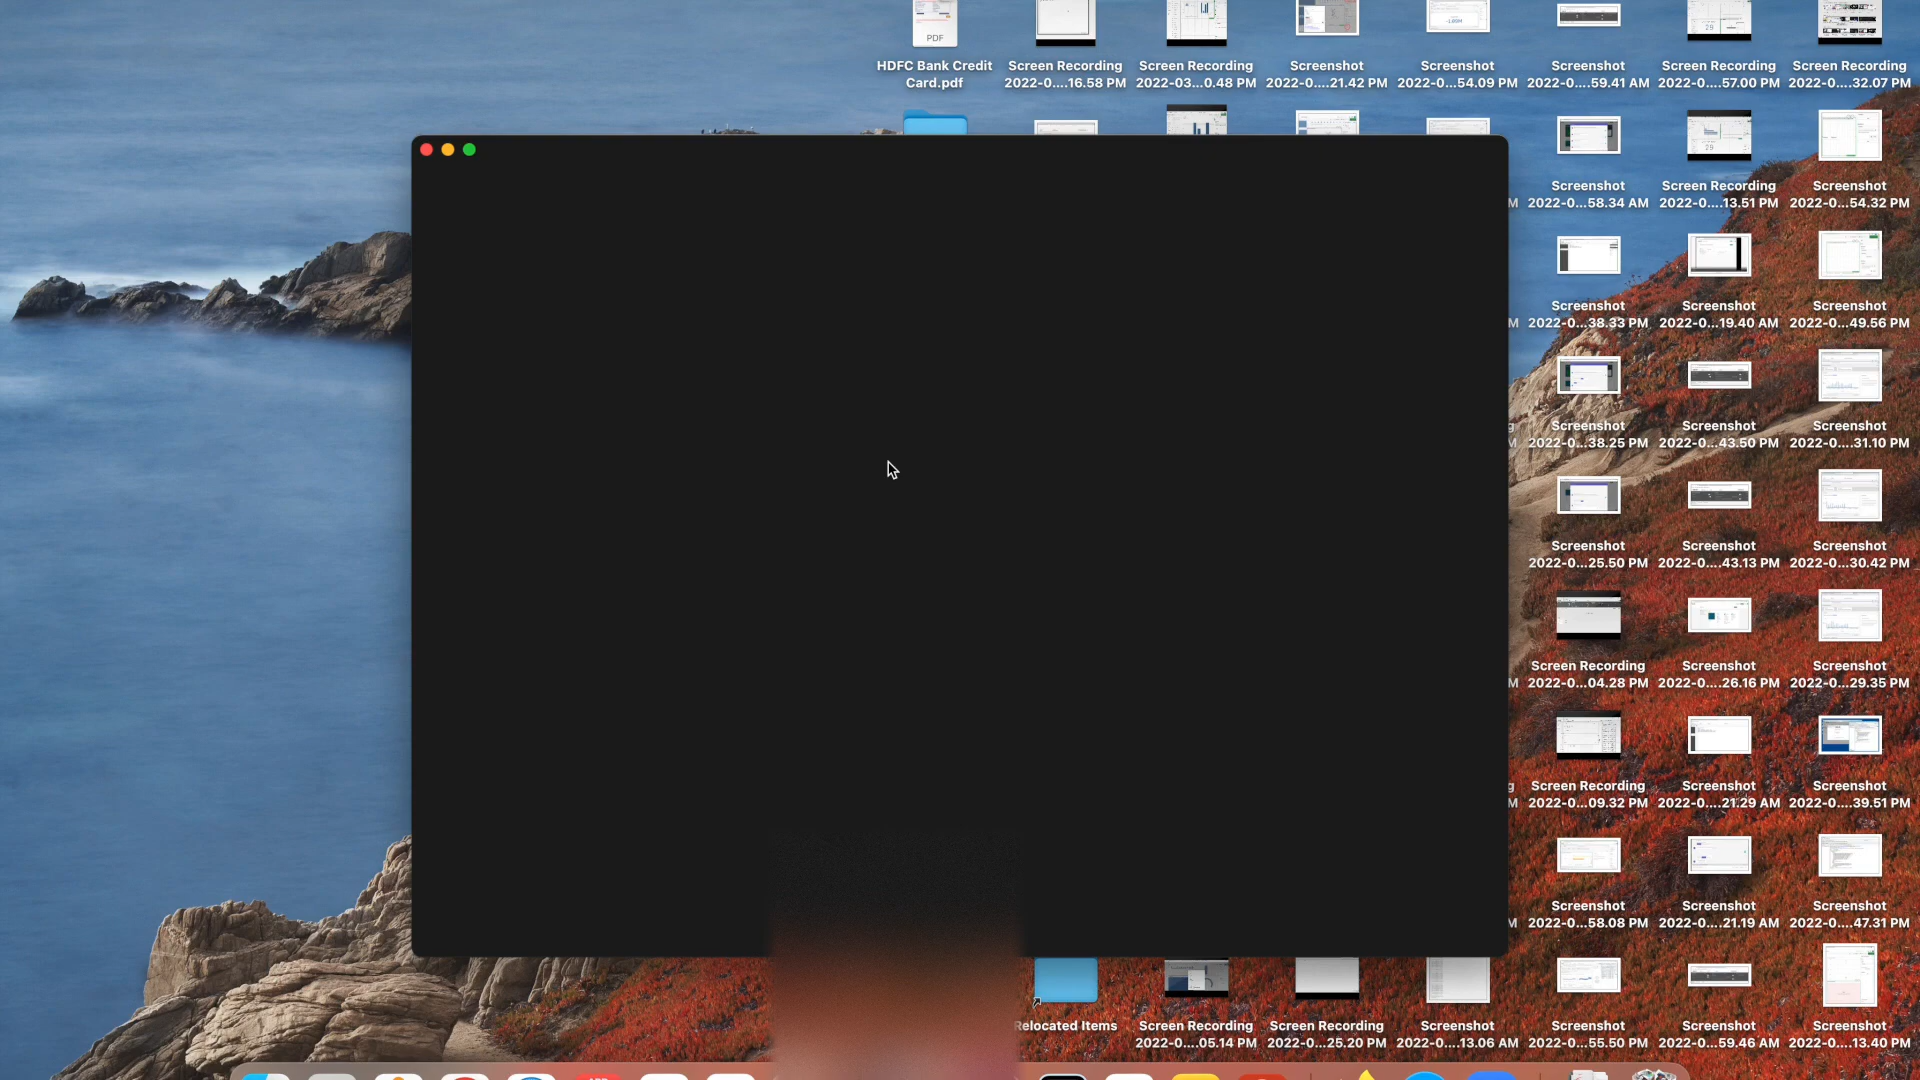 PDF
HDFC Bank Credit
Card.pdf
Screen Recording
2022-0....16.58 PM
Screen Recording
2022-03...0.48 PM
Screenshot
2022-0....21.42 PM
Screenshot
2022-0....54.09 PM
Screenshot
2022-0....59.41 AM
Screen Recording
2022-0....57.00 PM
Screen Recording
2022-0....32.07 PM
Screenshot
2022-0...58.34 AM
Screen Recording
2022-0....13.51 PM
Screenshot
2022-0...54.32 PM
Screenshot
2022-0...38.33 PM
Screenshot
2022-0...19.40 AM
Screenshot
2022-0...49.56 PM
Screenshot
2022-0...38.25 PM
Screenshot
2022-0...43.50 PM
Screenshot
2022-0....31.10 PM
Screenshot
2022-0...25.50 PM
Screenshot
2022-0....43.13 PM
Screenshot
2022-0...30.42 PM
Screen Recording
2022-0...04.28 PM
Screenshot
2022-0....26.16 PM
Screenshot
2022-0...29.35 PM
Screen Recording
2022-0...09.32 PM
Screenshot
2022-0....21.29 AM
Screenshot
2022-0....39.51 PM
Screenshot
2022-0...58.08 PM
Screenshot
2022-0....21.19 AM
Screenshot
2022-0....47.31 PM
Relocated Items
Screen Recording
2022-0....05.14 PM
Screen Recording
2022-0....25.20 PM
Screenshot
2022-0....13.06 AM
Screenshot
2022-0...55.50 PM
Screenshot
2022-0...59.46 AM
Screenshot
2022-0....13.40 PM